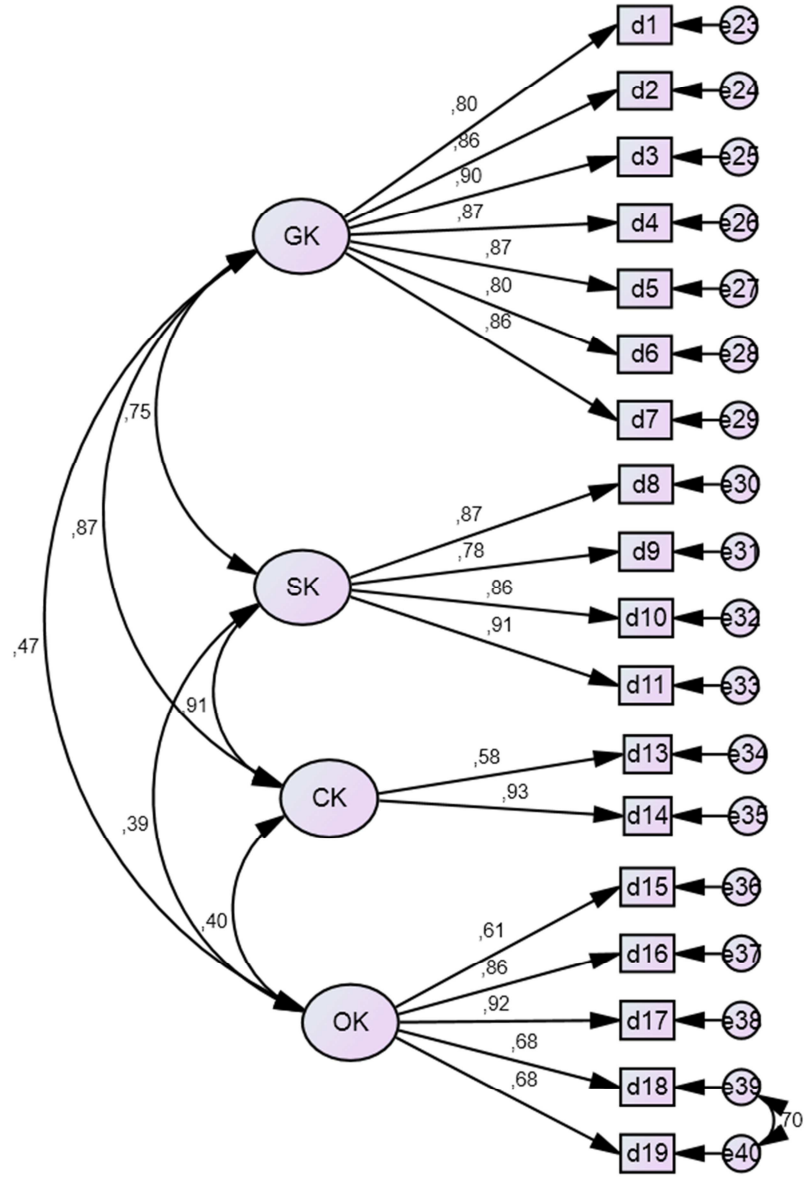 d1 e23
,80
d2 e24
,86
d3 e25
,90
d4 e26
,87
GK
d5 e27
,87
,80
d6 e28
,86
d7 e29
,75
d8 e30
,87
,87
d9 e31
,78
SK
,86
d10 e32
,91
,47
d11 e33
,91
d13 e34
,58
CK
,93
d14 e35
,39
d15 e36
,40
,61
d16 e37
,86
,92
OK
d17 e38
,68
d18 e39
,68
70
d19 e40